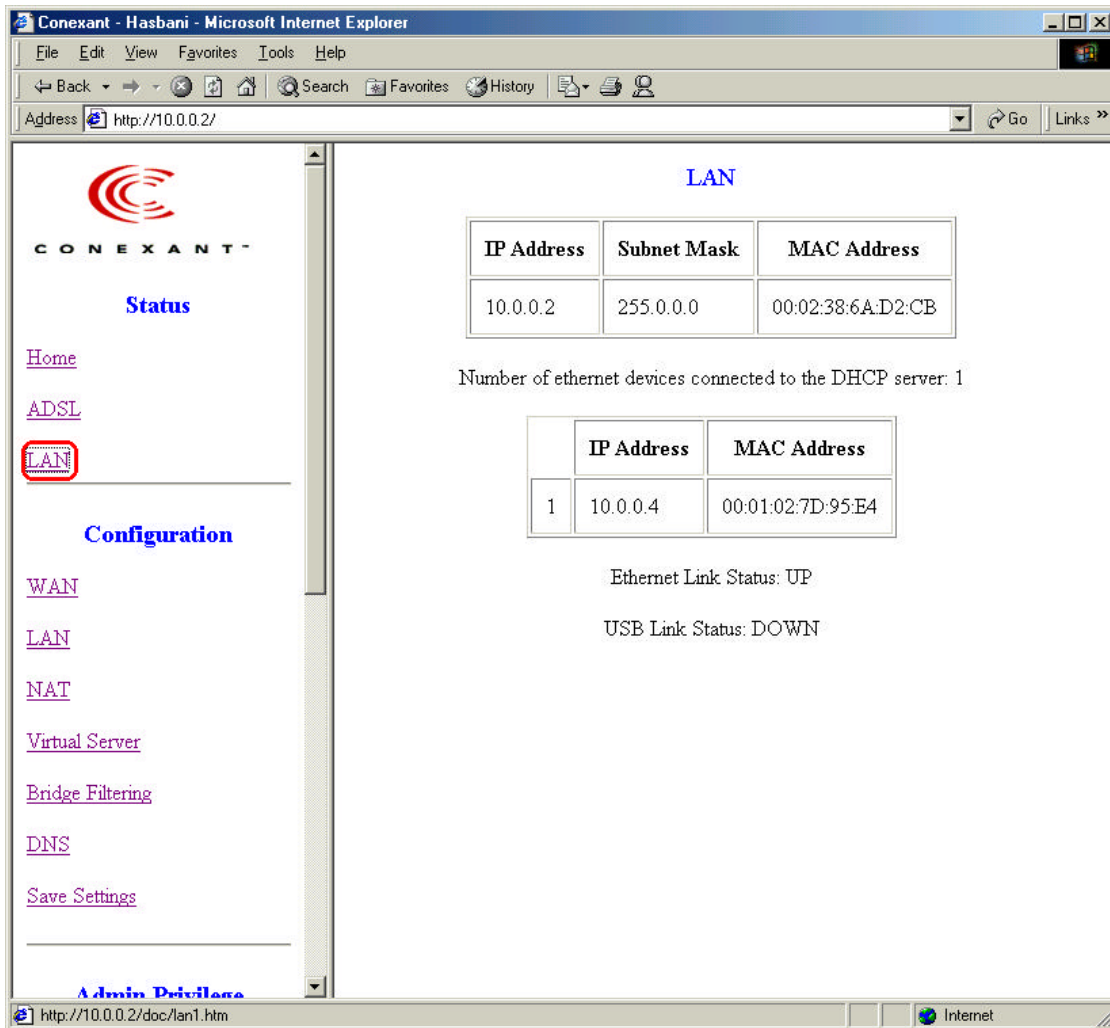 Conexant - Hasbani - Microsoft Internet Explorer
File Edit View Favorites Tools Help
Back Search Favorites History
Address http://10.0.0.2/ Go Links »
CONEXANT™
Status
Home
ADSL
LAN
Configuration
WAN
LAN
NAT
Virtual Server
Bridge Filtering
DNS
Save Settings
Admin Privilege
LAN
IP Address Subnet Mask MAC Address
10.0.0.2 255.0.0.0 00:02:38:6A:D2:CB
Number of ethernet devices connected to the DHCP server: 1
IP Address MAC Address
1 10.0.0.4 00:01:02:7D:95:E4
Ethernet Link Status: UP
USB Link Status: DOWN
http://10.0.0.2/doc/lan1.htm Internet